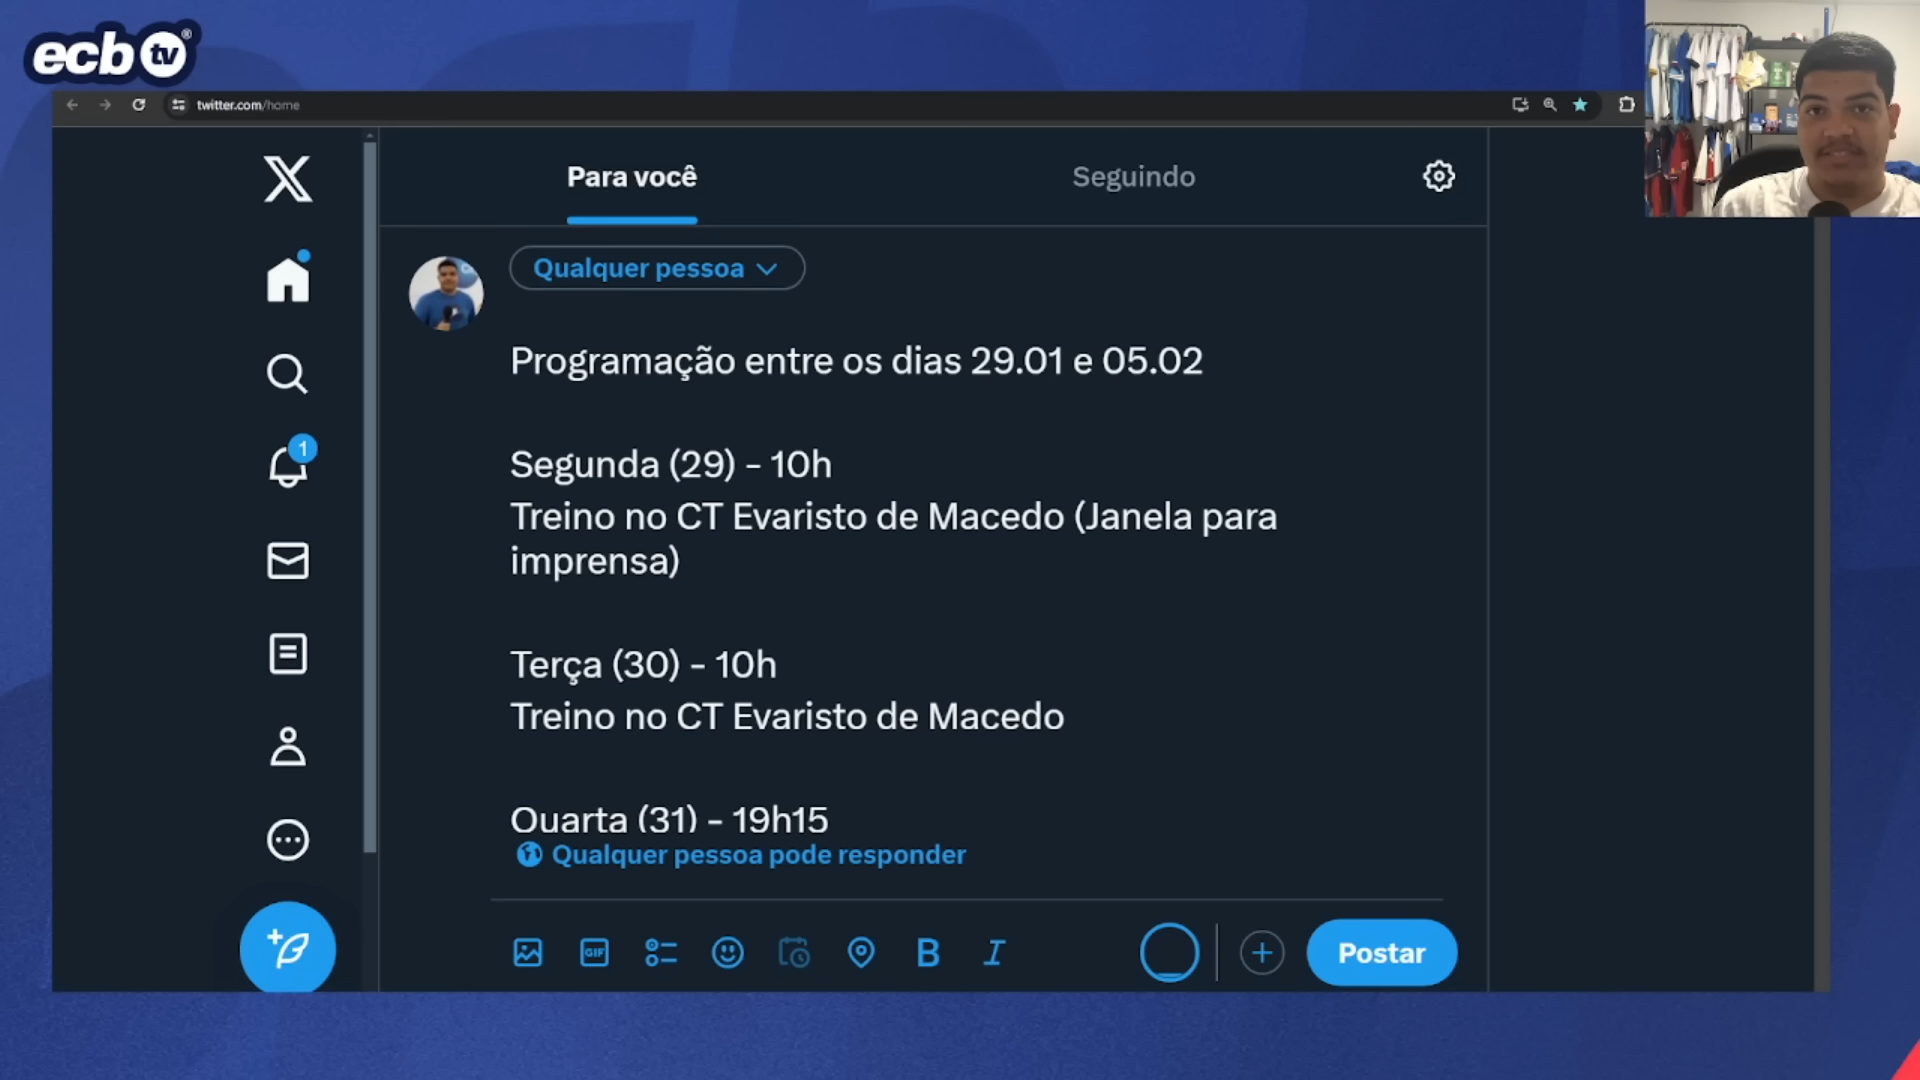 ecb tv ®
twitter.com/home
Para você
Seguindo
Qualquer pessoa
Programação entre os dias 29.01 e 05.02
1
Segunda (29) - 10h
Treino no CT Evaristo de Macedo (Janela para
imprensa)
Terça (30) - 10h
Treino no CT Evaristo de Macedo
Quarta (31) - 19h15
Qualquer pessoa pode responder
GIF
B I
Postar